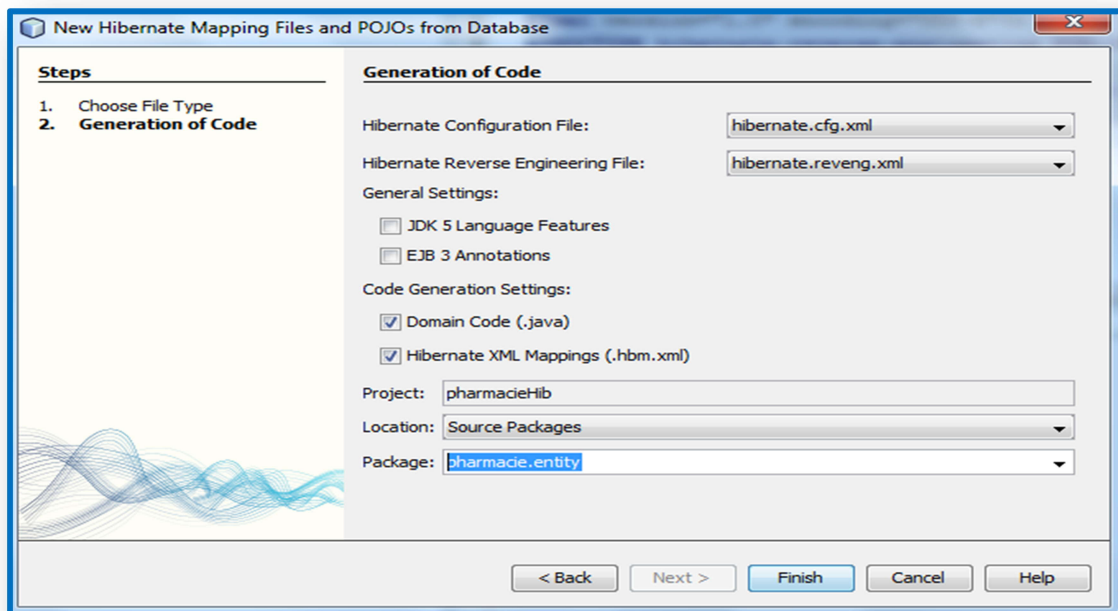 New Hibernate Mapping Files and POJOs from Database
Steps
1. Choose File Type
2. Generation of Code
Generation of Code
Hibernate Configuration File: hibernate.cfg.xml
Hibernate Reverse Engineering File: hibernate.reveng.xml
General Settings:
JDK 5 Language Features
EJB 3 Annotations
Code Generation Settings:
Domain Code (.java)
Hibernate XML Mappings (.hbm.xml)
Project: pharmacieHib
Location: Source Packages
Package: pharmacie.entity
< Back Next > Finish Cancel Help